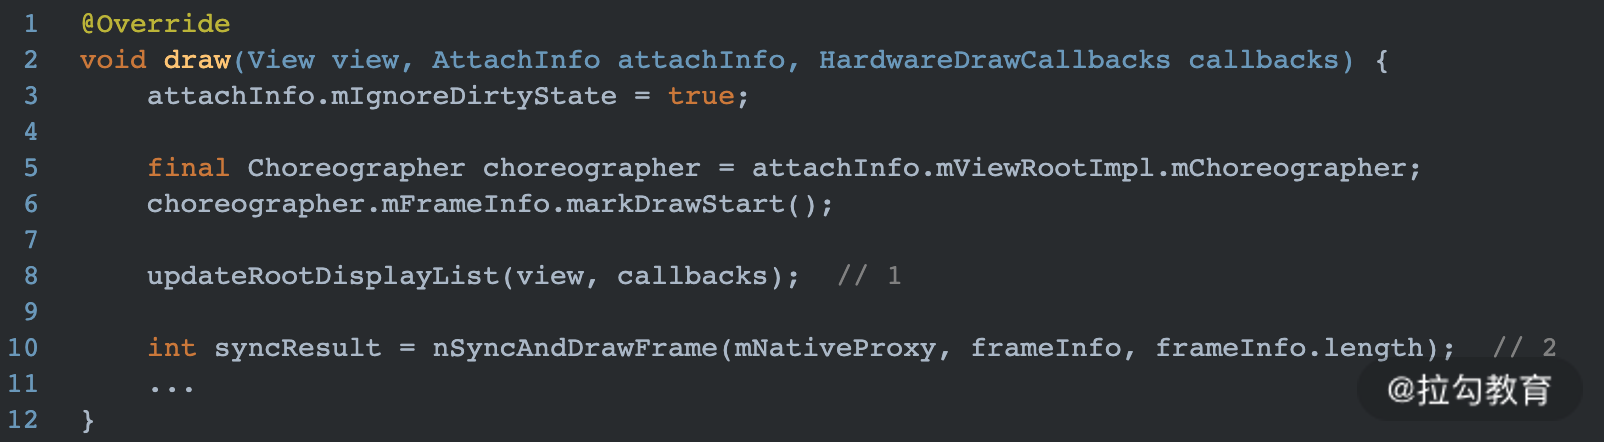 1 @Override
2 void draw(View view, AttachInfo attachInfo, HardwareDrawCallbacks callbacks) {
3 attachInfo.mIgnoreDirtyState = true;
4
5 final Choreographer choreographer = attachInfo.mViewRootImpl.mChoreographer;
6 choreographer.mFrameInfo.markDrawStart();
7
8 updateRootDisplayList(view, callbacks); // 1
9
10 int syncResult = nSyncAndDrawFrame(mNativeProxy, frameInfo, frameInfo.length); // 2
11 ...
12 }
@拉勾教育